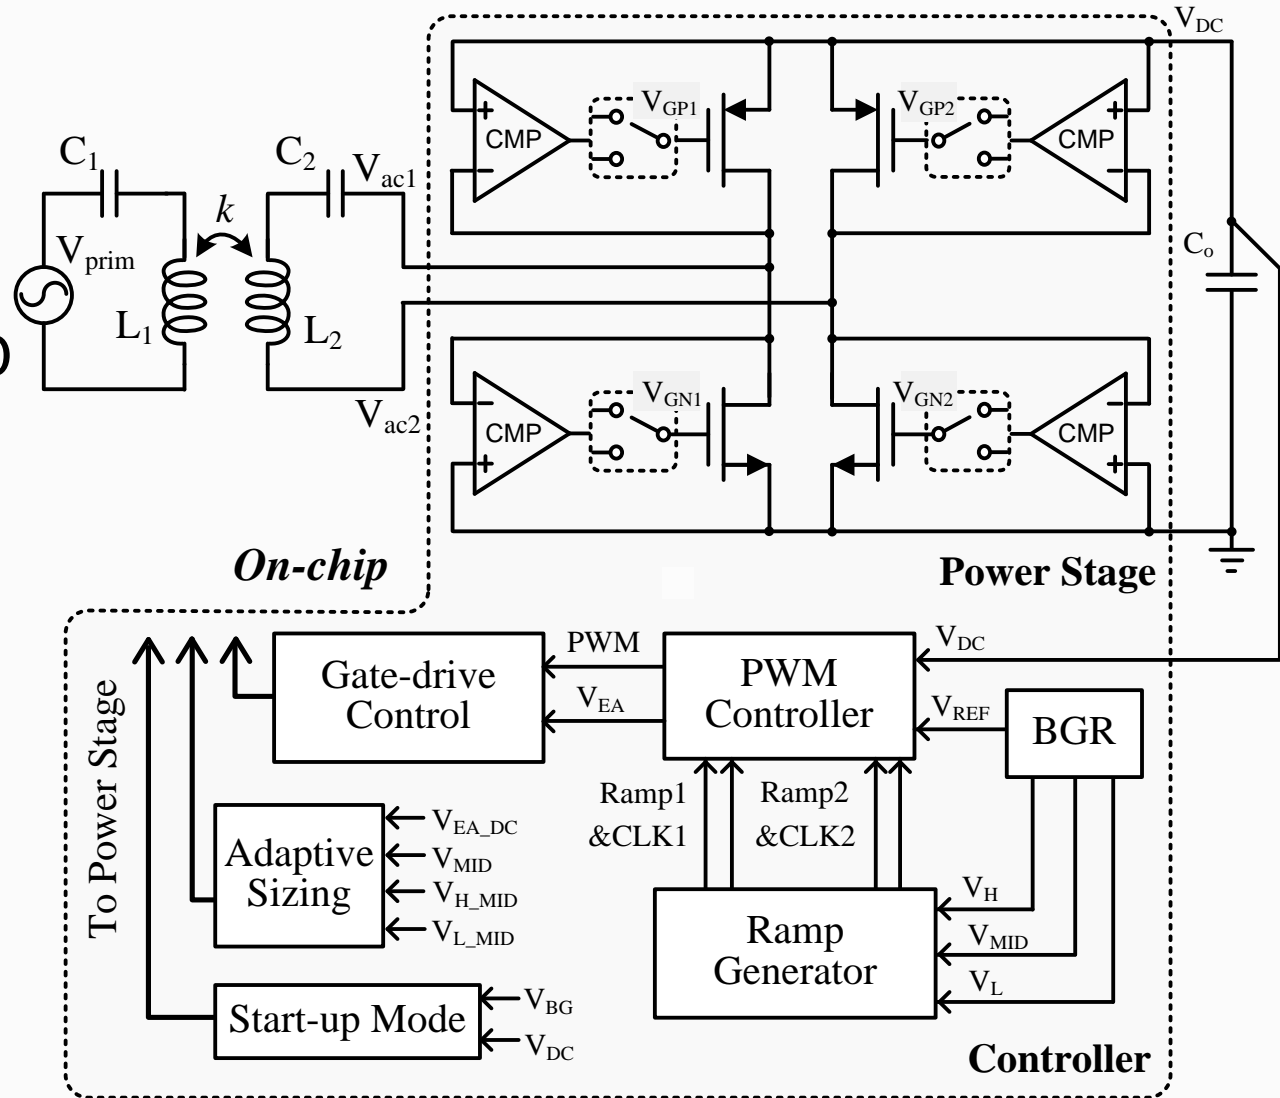 V_DC
V_GP1
V_GP2
+
CMP
−
+
CMP
−
C_1
C_2
V_ac1
k
V_prim
L_1
L_2
V_ac2
C_o
V_GN1
V_GN2
−
CMP
+
−
CMP
+
On-chip
Power Stage
To Power Stage
Gate-drive
Control
PWM
V_EA
PWM
Controller
V_DC
V_REF
BGR
Ramp1
&CLK1
Ramp2
&CLK2
Adaptive
Sizing
V_EA_DC
V_MID
V_H_MID
V_L_MID
Ramp
Generator
V_H
V_MID
V_L
Start-up Mode
V_BG
V_DC
Controller